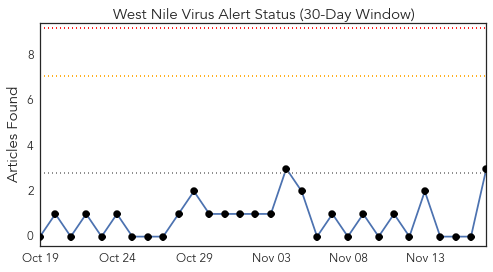 West Nile Virus Alert Status (30-Day Window)
Articles Found
8
6
4
2
0
Oct 19 Oct 24 Oct 29 Nov 03 Nov 08 Nov 13